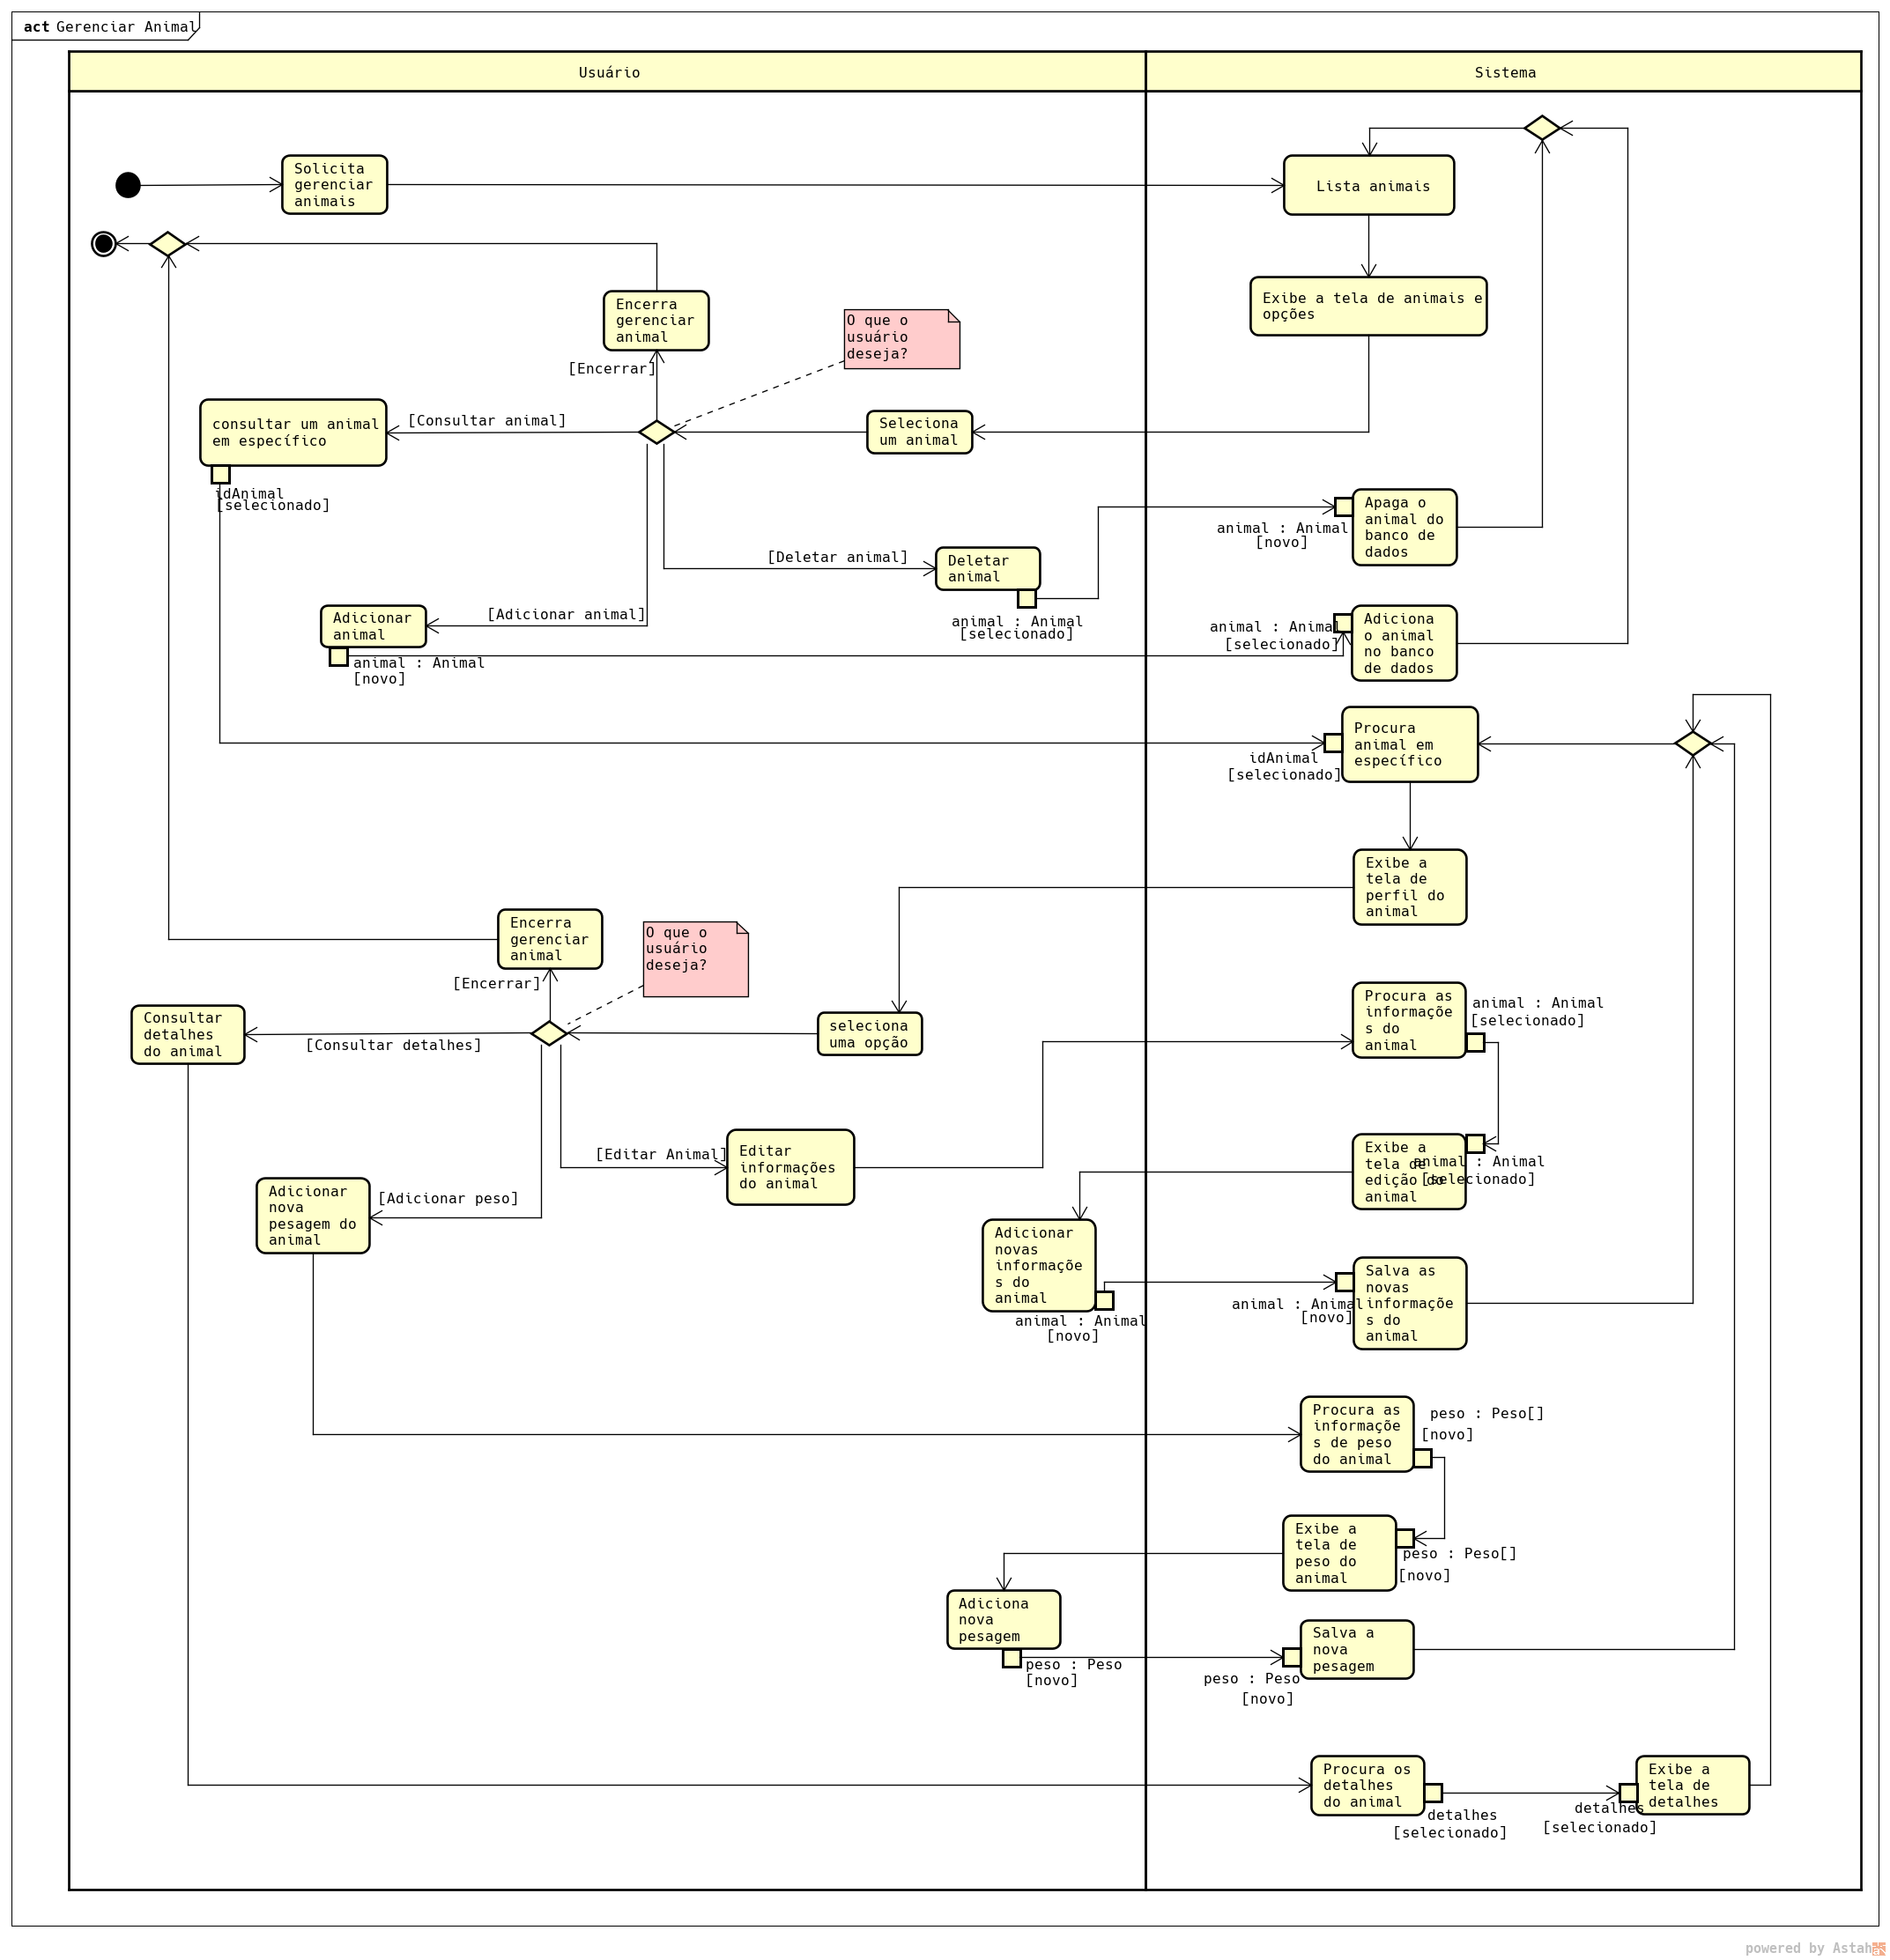 act Gerenciar Animal
Usuário
Sistema
Solicita
gerenciar
animais
Lista animais
Encerra
gerenciar
animal
O que o
usuário
deseja?
Exibe a tela de animais e
opções
[Encerrar]
consultar um animal
em específico
[Consultar animal]
Seleciona
um animal
idAnimal
[selecionado]
Apaga o
animal do
banco de
dados
animal : Animal
[novo]
[Deletar animal]
Deletar
animal
animal : Animal
[selecionado]
Adicionar
animal
[Adicionar animal]
animal : Animal
[novo]
animal : Animal
[selecionado]
Adiciona
o animal
no banco
de dados
Procura
animal em
específico
idAnimal
[selecionado]
Exibe a
tela de
perfil do
animal
Encerra
gerenciar
animal
O que o
usuário
deseja?
[Encerrar]
Consultar
detalhes
do animal
[Consultar detalhes]
seleciona
uma opção
Procura as
informaçõe
s do
animal
animal : Animal
[selecionado]
[Editar Animal]
Editar
informações
do animal
Exibe a
tela de
edição do
animal
animal : Animal
[selecionado]
Adicionar
nova
pesagem do
animal
[Adicionar peso]
Adicionar
novas
informaçõe
s do
animal
animal : Animal
[novo]
animal : Animal
[novo]
Salva as
novas
informaçõe
s do
animal
Procura as
informaçõe
s de peso
do animal
peso : Peso[]
[novo]
Exibe a
tela de
peso do
animal
peso : Peso[]
[novo]
Adiciona
nova
pesagem
peso : Peso
[novo]
peso : Peso
[novo]
Salva a
nova
pesagem
Procura os
detalhes
do animal
detalhes
[selecionado]
detalhes
[selecionado]
Exibe a
tela de
detalhes
powered by Astah